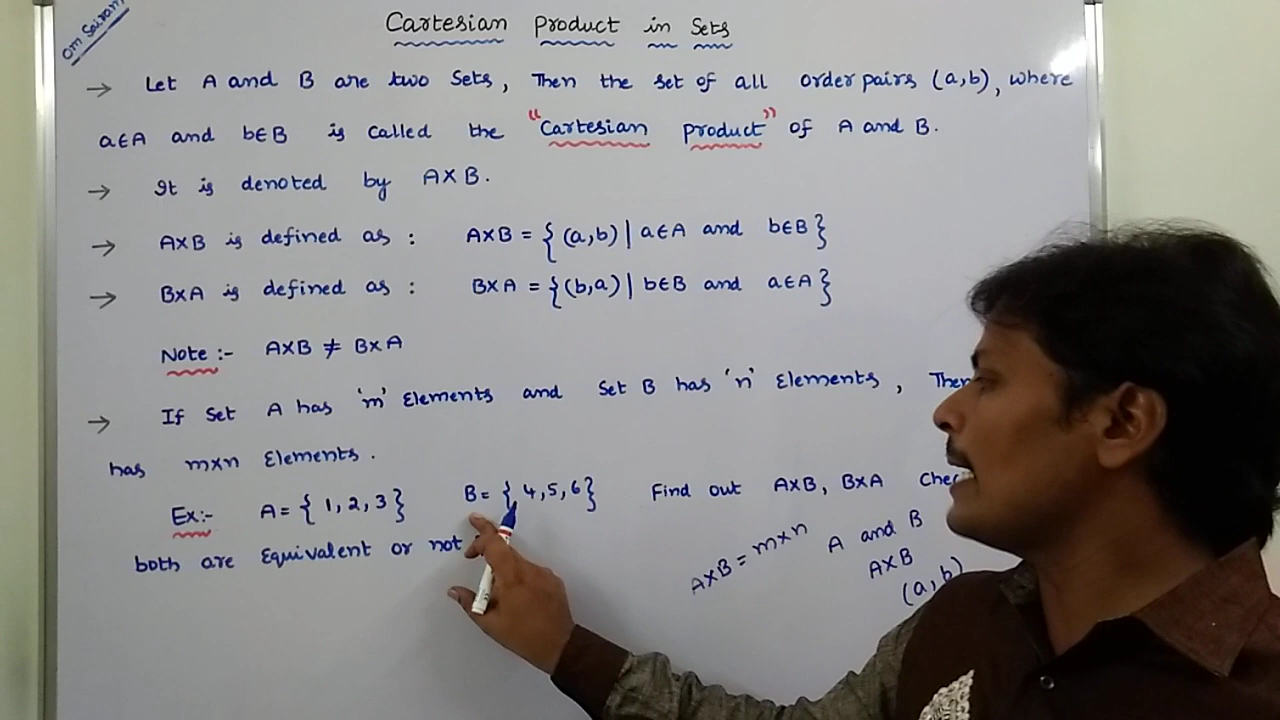 Om Sairam
Cartesian Product in Sets
→ Let A and B are two Sets, Then the set of all order pairs (a,b), where
a∈A and b∈B is called the "Cartesian product" of A and B.
→ It is denoted by A×B.
→ A×B is defined as : A×B = {(a,b) | a∈A and b∈B}
→ B×A is defined as : B×A = {(b,a) | b∈B and a∈A}
Note :- A×B ≠ B×A
→ If Set A has 'm' Elements and Set B has 'n' Elements, Then
has m×n Elements.
Ex:- A = {1,2,3} B = {4,5,6} Find out A×B, B×A Chec
both are Equivalent or not
A×B = m×n
A and B
A×B
(a,b)